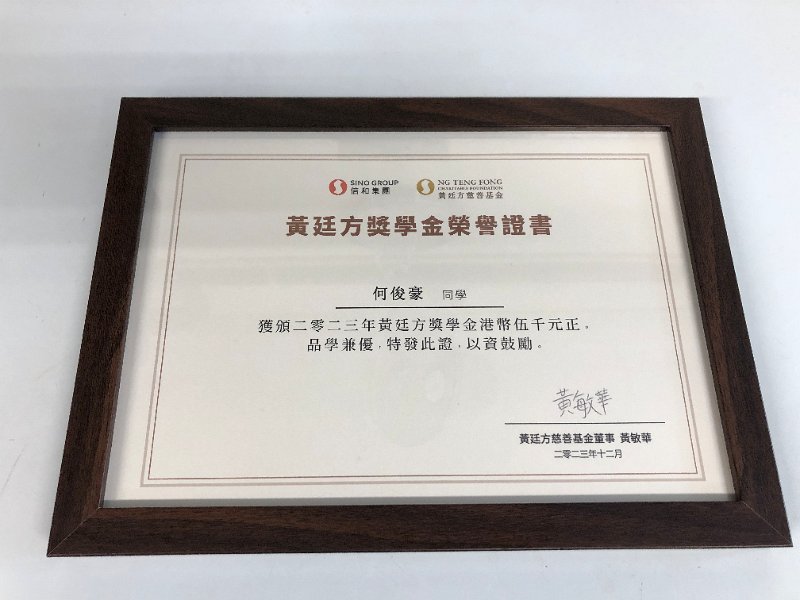 SINO GROUP
信和集團
NG TENG FONG
CHARITABLE FOUNDATION
黃廷方慈善基金
黃廷方獎學金榮譽證書
何俊豪 同學
獲頒二零二三年黃廷方獎學金港幣伍千元正。
品學兼優，特發此證，以資鼓勵。
黃敏華
黃廷方慈善基金董事 黃敏華
二零二三年十二月